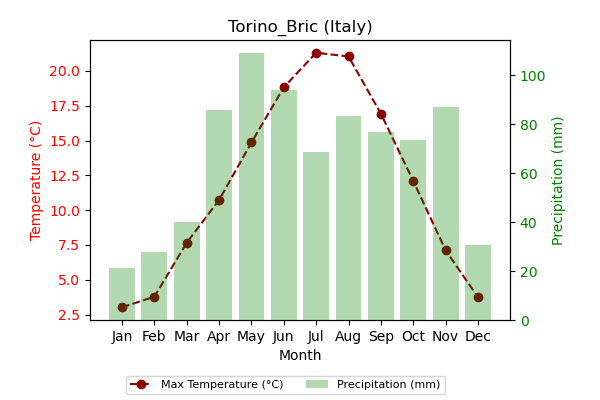 Torino_Bric (Italy)
Temperature (°C)
20.0
17.5
15.0
12.5
10.0
7.5
5.0
2.5
100
80
60
40
20
0
Precipitation (mm)
Jan Feb Mar Apr May Jun Jul Aug Sep Oct Nov Dec
Month
Max Temperature (°C) Precipitation (mm)